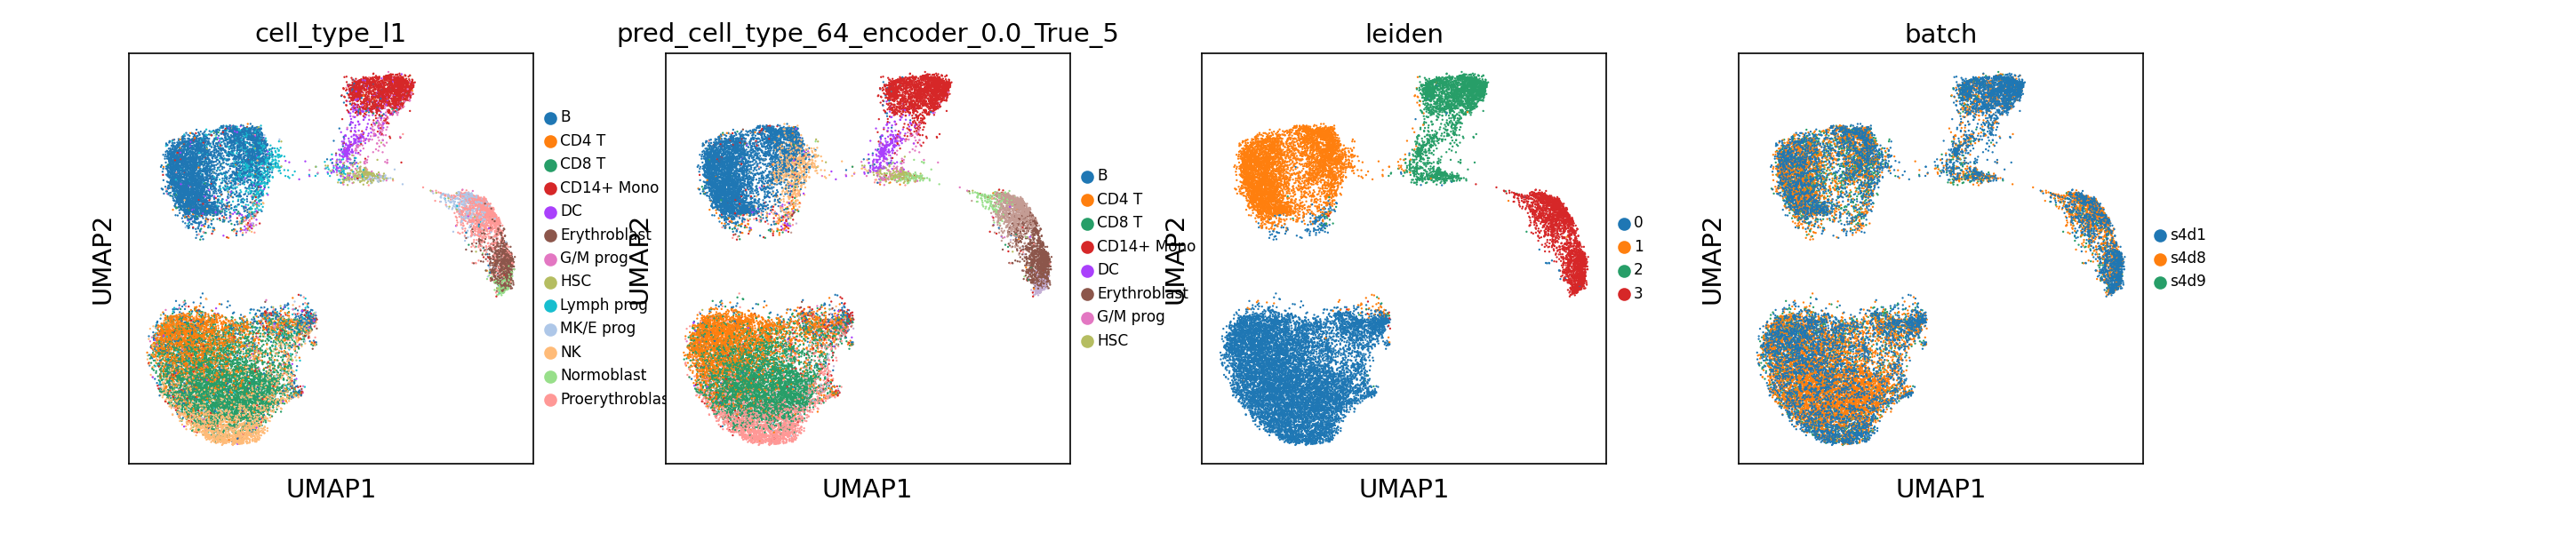 cell_type_l1
UMAP2
UMAP1
B
CD4 T
CD8 T
CD14+ Mono
DC
Erythroblast
G/M prog
HSC
Lymph prog
MK/E prog
NK
Normoblast
Proerythroblas
pred_cell_type_64_encoder_0.0_True_5
UMAP2
UMAP1
B
CD4 T
CD8 T
CD14+ Mono
DC
Erythroblast
G/M prog
HSC
leiden
UMAP2
UMAP1
0
1
2
3
batch
UMAP2
UMAP1
s4d1
s4d8
s4d9